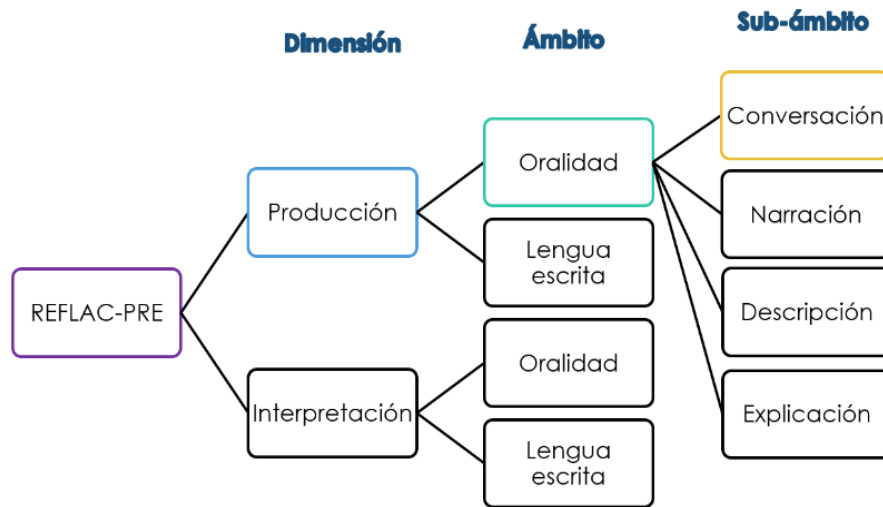 Dimensión
Ámbito
Sub-ámbito
REFLAC-PRE
Producción
Interpretación
Oralidad
Lengua
escrita
Oralidad
Lengua
escrita
Conversación
Narración
Descripción
Explicación